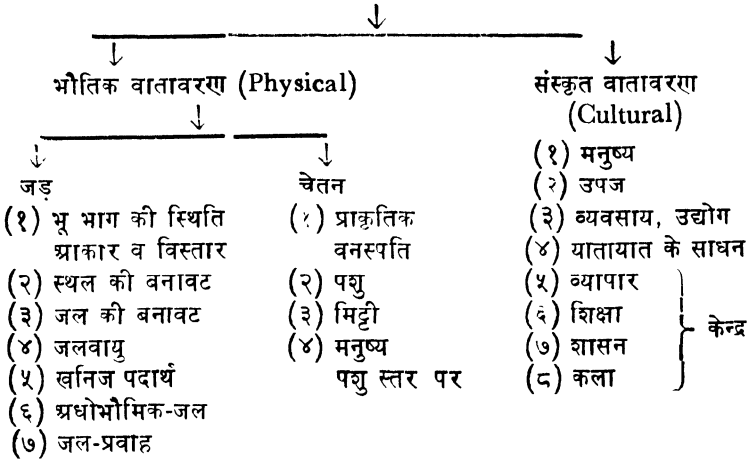 भौतिक वातावरण (Physical)
संस्कृत वातावरण
(Cultural)
जड़
(१) भू भाग की स्थिति
आकार व विस्तार
(२) स्थल की बनावट
(३) जल की बनावट
(४) जलवायु
(५) खनिज पदार्थ
(६) अधोभौमिक-जल
(७) जल-प्रवाह
चेतन
(१) प्राकृतिक
वनस्पति
(२) पशु
(३) मिट्टी
(४) मनुष्य
पशु स्तर पर
(१) मनुष्य
(२) उपज
(३) व्यवसाय, उद्योग
(४) यातायात के साधन
(५) व्यापार
(६) शिक्षा
(७) शासन
(८) कला
केन्द्र